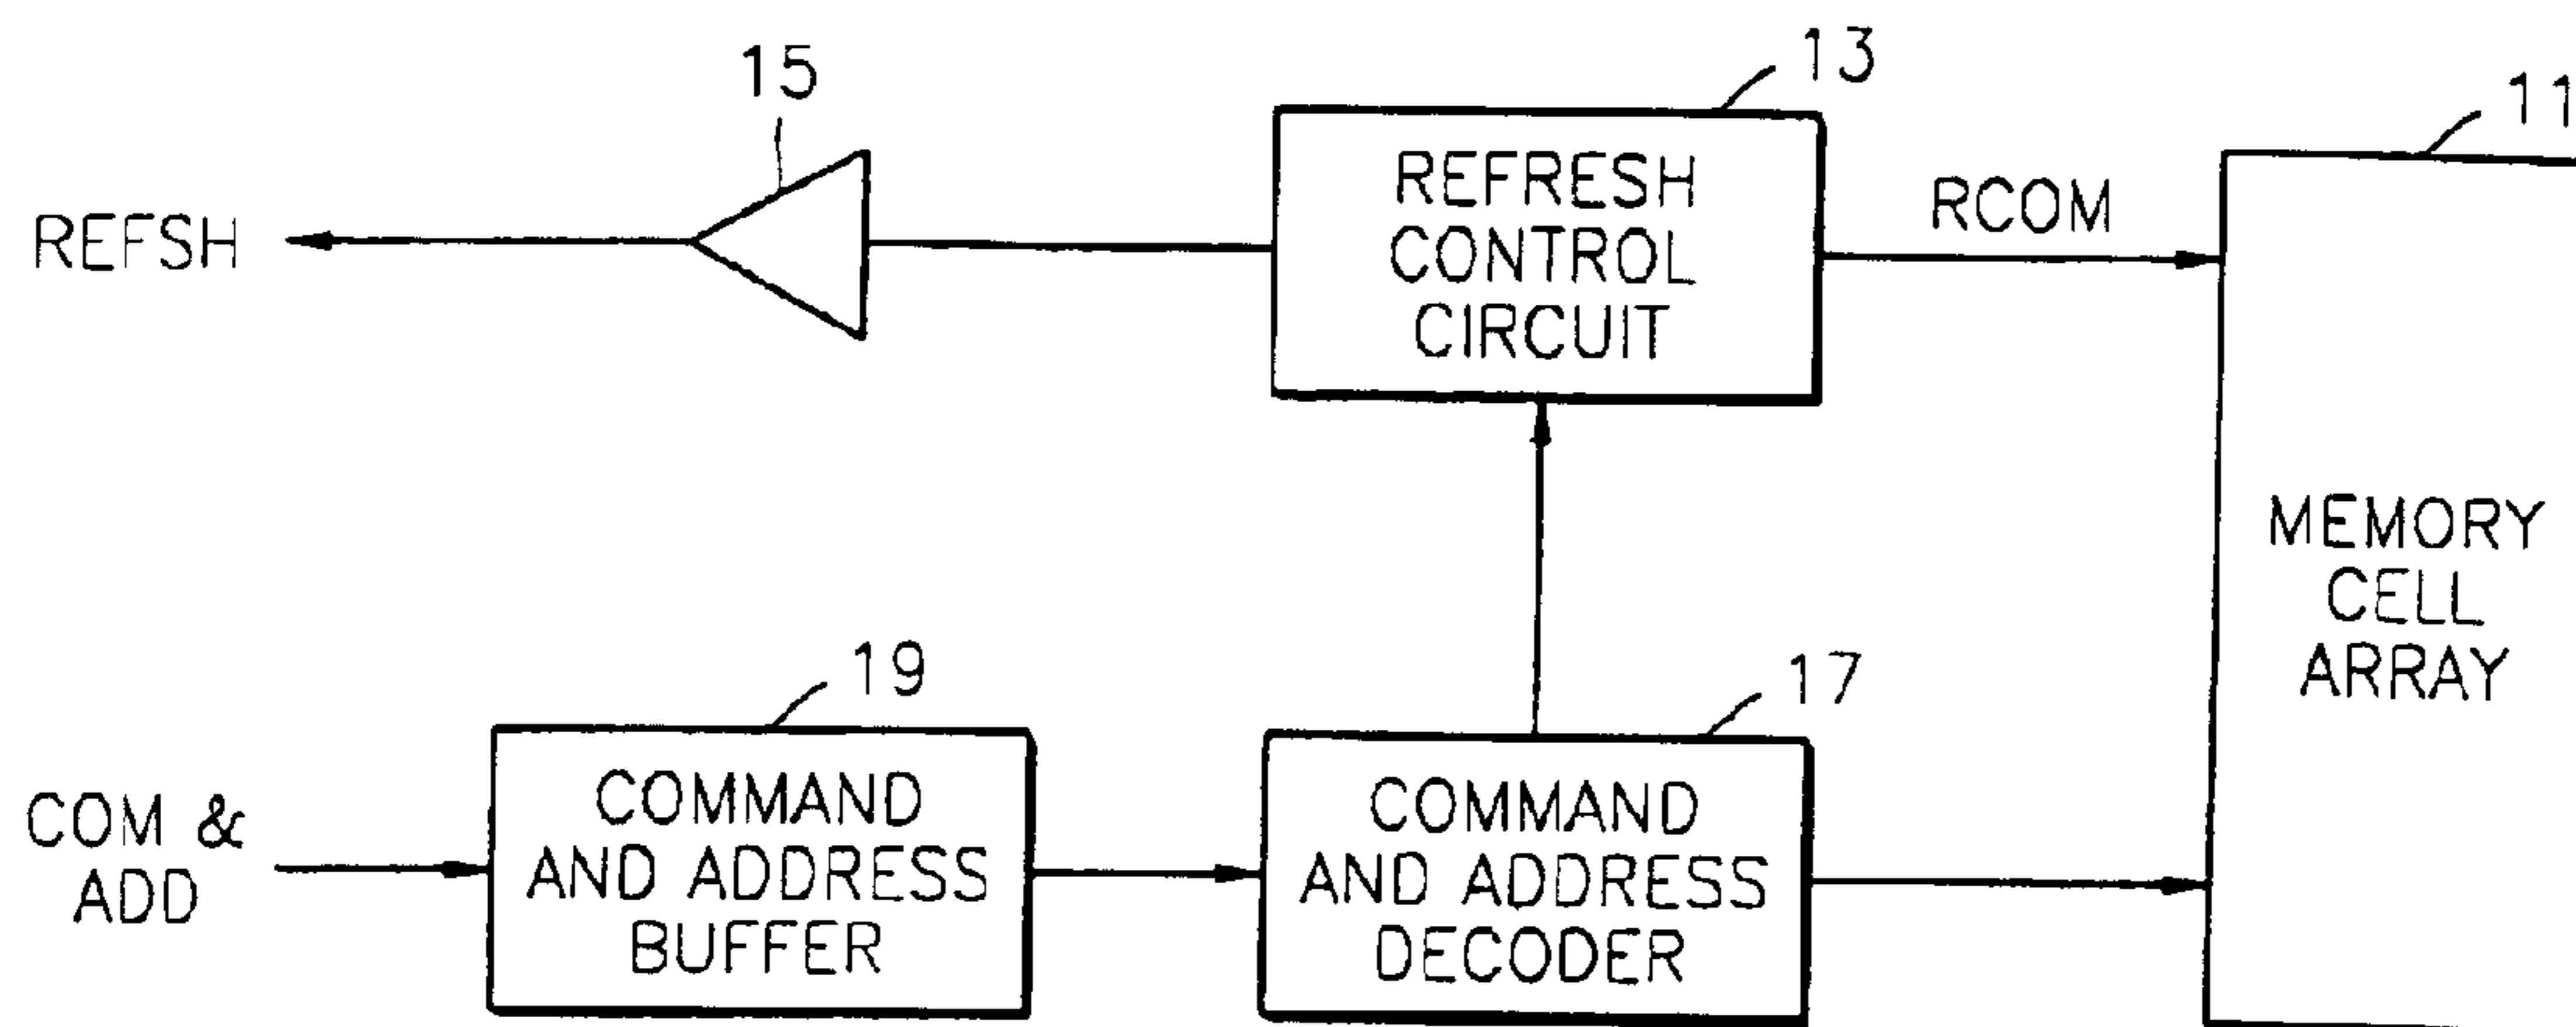 15
13
11
REFSH
REFRESH
CONTROL
CIRCUIT
RCOM
MEMORY
CELL
ARRAY
19
17
COM &
ADD
COMMAND
AND ADDRESS
BUFFER
COMMAND
AND ADDRESS
DECODER